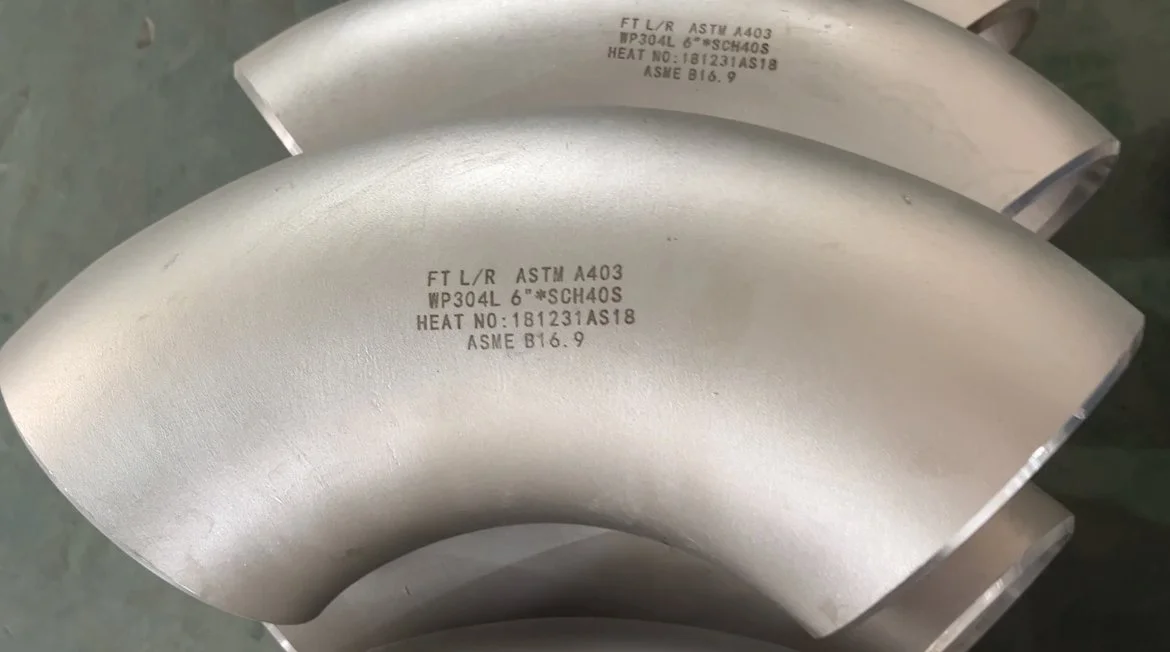 FT L/R ASTM A403
WP304L 6"*SCH40S
HEAT NO:181231AS18
ASME B16.9
FT L/R ASTM A403
WP304L 6"*SCH40S
HEAT NO:181231AS18
ASME B16.9